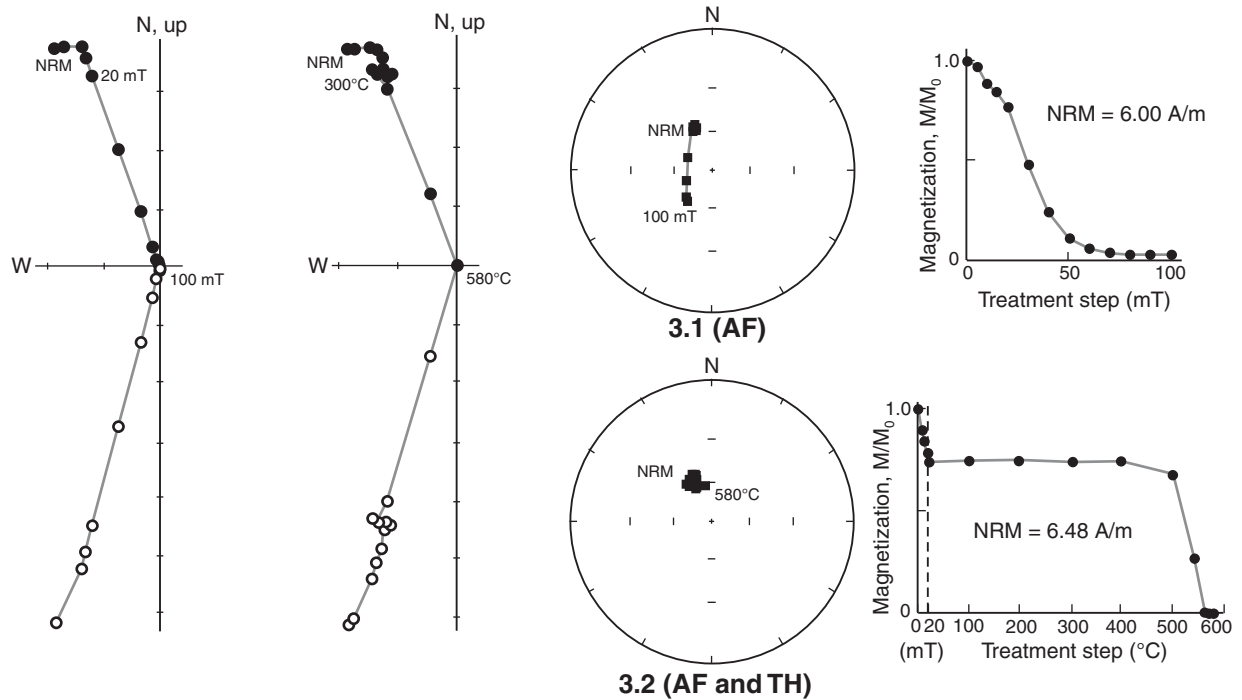 N, up
NRM
20 mT
W
100 mT
N, up
NRM
300°C
W
580°C
N
NRM
100 mT
3.1 (AF)
Magnetization, M/M0
1.0
0
NRM = 6.00 A/m
0 50 100
Treatment step (mT)
N
NRM
580°C
3.2 (AF and TH)
Magnetization, M/M0
1.0
0
NRM = 6.48 A/m
0 20 100 200 300 400 500 600
(mT) Treatment step (°C)